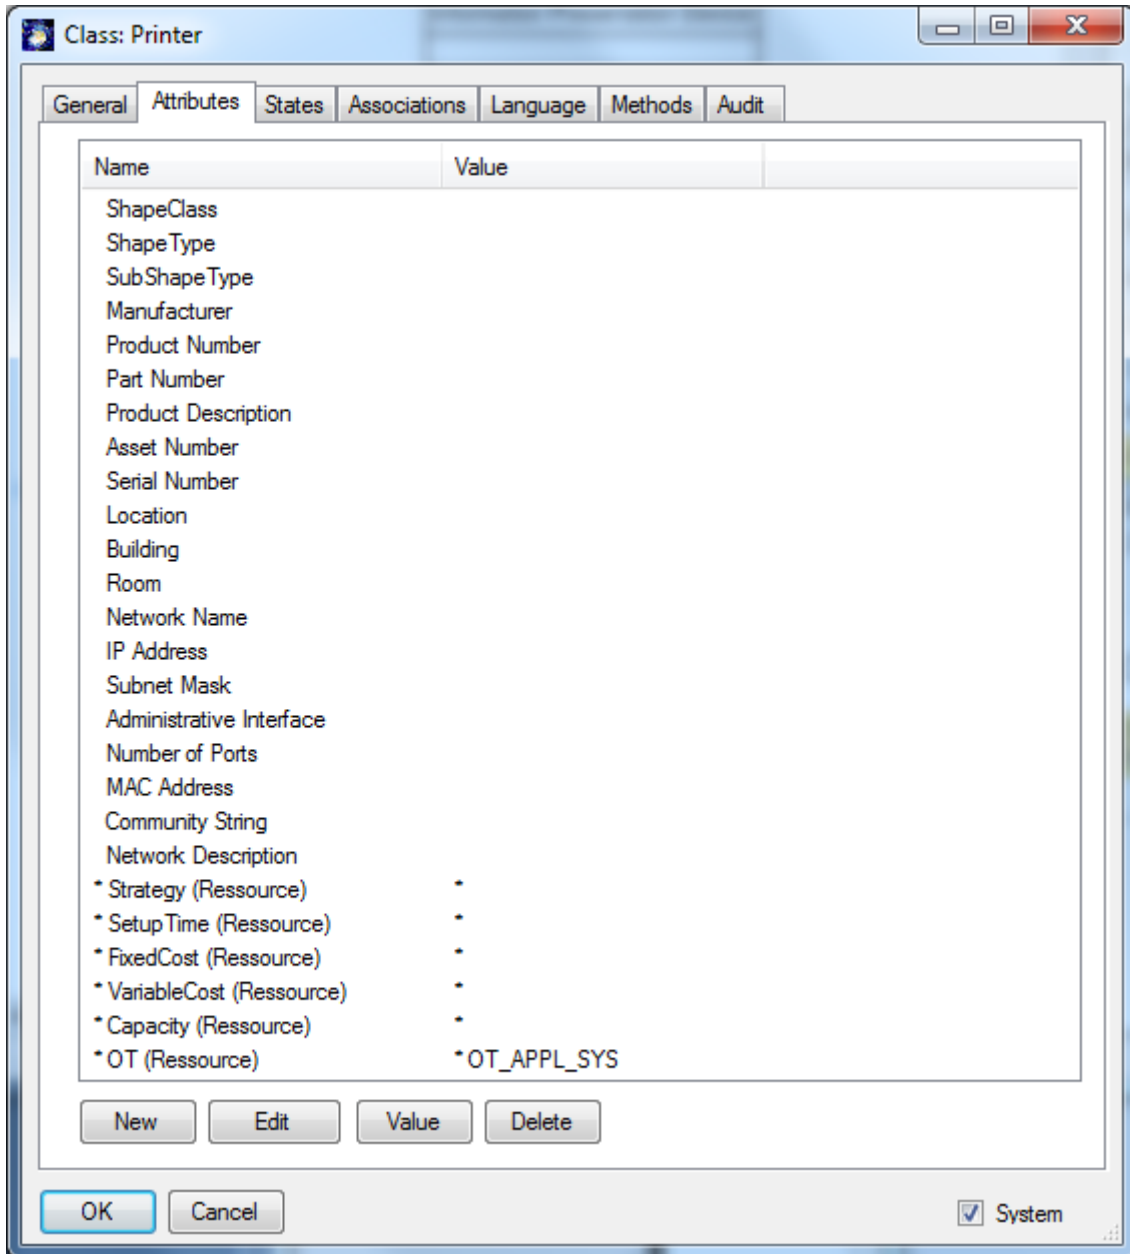 Class: Printer
General Attributes States Associations Language Methods Audit
Name Value
ShapeClass
ShapeType
SubShapeType
Manufacturer
Product Number
Part Number
Product Description
Asset Number
Serial Number
Location
Building
Room
Network Name
IP Address
Subnet Mask
Administrative Interface
Number of Ports
MAC Address
Community String
Network Description
* Strategy (Ressource) *
* SetupTime (Ressource) *
* FixedCost (Ressource) *
* VariableCost (Ressource) *
* Capacity (Ressource) *
* OT (Ressource) * OT_APPL_SYS
New Edit Value Delete
OK Cancel System